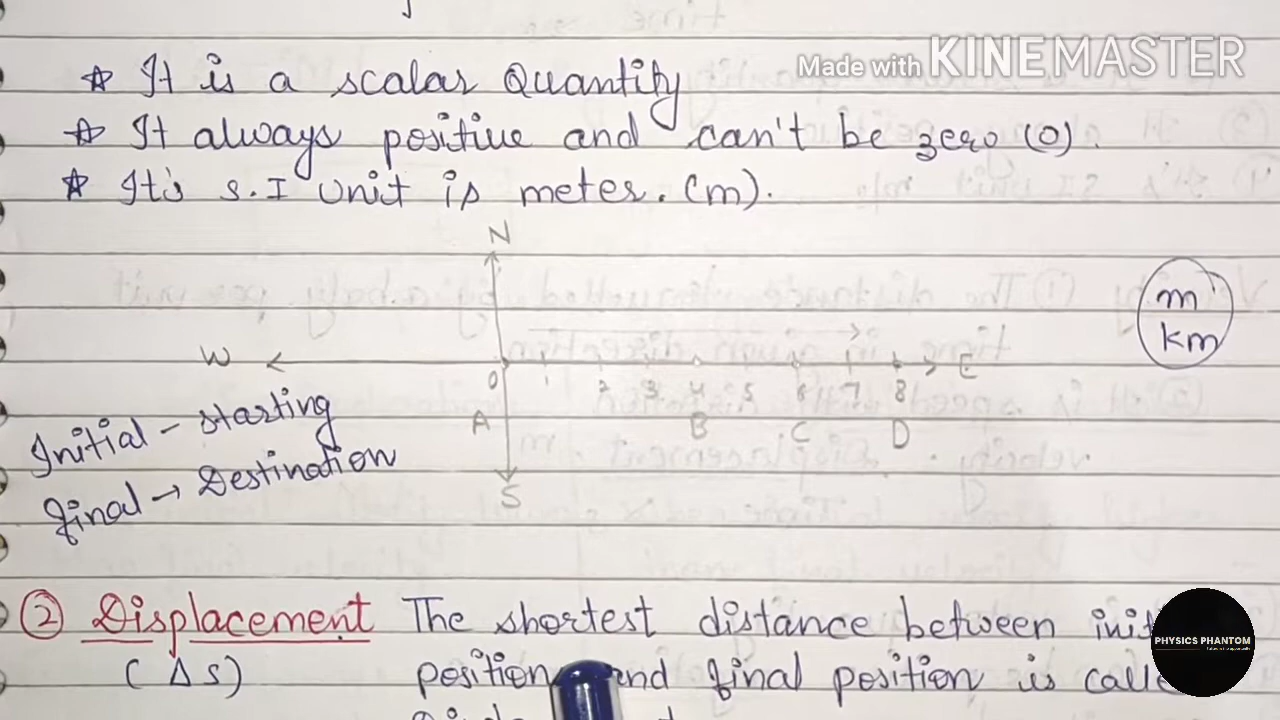 Made with KINEMASTER
☆ It is a scalar Quantity
☆ It always positive and can't be zero (0).
☆ It's S.I Unit is meter. (m).
N
m
km
W E
0 1 2 3 4 5 6 7 8
A B C D
Initial - starting
final → Destination
S
② Displacement The shortest distance between
(Δs) position and final position is
PHYSICS PHANTOM